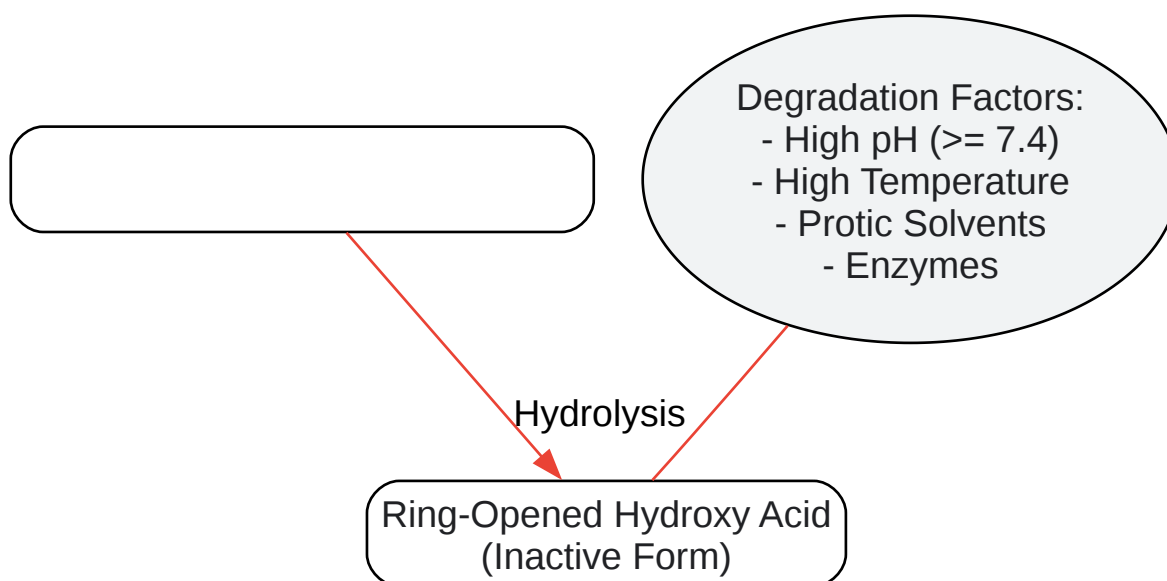 Degradation Factors:
- High pH (>= 7.4)
- High Temperature
- Protic Solvents
- Enzymes
Hydrolysis
Ring-Opened Hydroxy Acid
(Inactive Form)